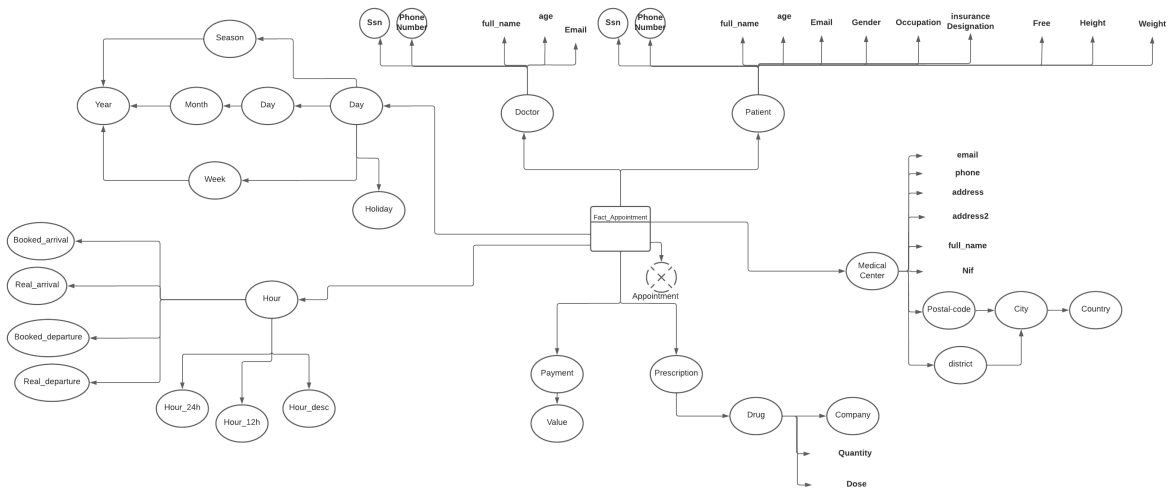 Ssn
Phone
Number
full_name
age
Email
Ssn
Phone
Number
full_name
age
Email
Gender
Occupation
insurance
Designation
Free
Height
Weight
Season
Year
Month
Day
Day
Doctor
Patient
Week
Holiday
Fact_Appointment
email
phone
address
address2
full_name
Nif
Booked_arrival
Real_arrival
Hour
Booked_departure
Real_departure
Appointment
Medical
Center
Postal-code
City
Country
district
Hour_24h
Hour_12h
Hour_desc
Payment
Value
Prescription
Drug
Company
Quantity
Dose